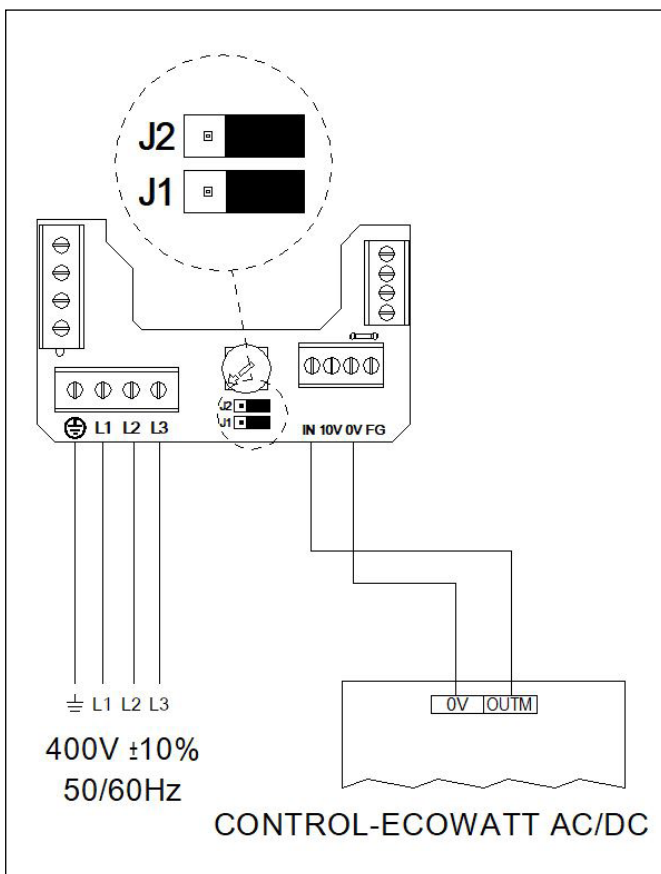 J2
J1
J2
J1
L1 L2 L3
IN 10V 0V FG
L1 L2 L3
0V OUTM
400V ±10%
50/60Hz
CONTROL-ECOWATT AC/DC